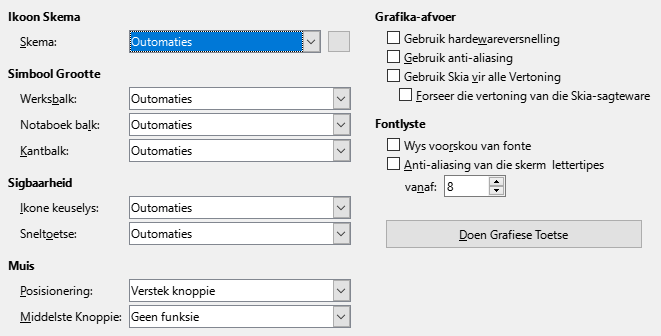 Ikoon Skema
Skema: Outomaties
Simbool Grootte
Werksbalk: Outomaties
Notaboek balk: Outomaties
Kantbalk: Outomaties
Sigbaarheid
Ikone keuselys: Outomaties
Sneltoetse: Outomaties
Muis
Posisionering: Verstek knoppie
Middelste Knoppie: Geen funksie
Grafika-afvoer
Gebruik hardewareversnelling
Gebruik anti-aliasing
Gebruik Skia vir alle Vertoning
Forseer die vertoning van die Skia-sagteware
Fontlyste
Wys voorskou van fonte
Anti-aliasing van die skerm lettertipes
vanaf: 8
Doen Grafiese Toetse